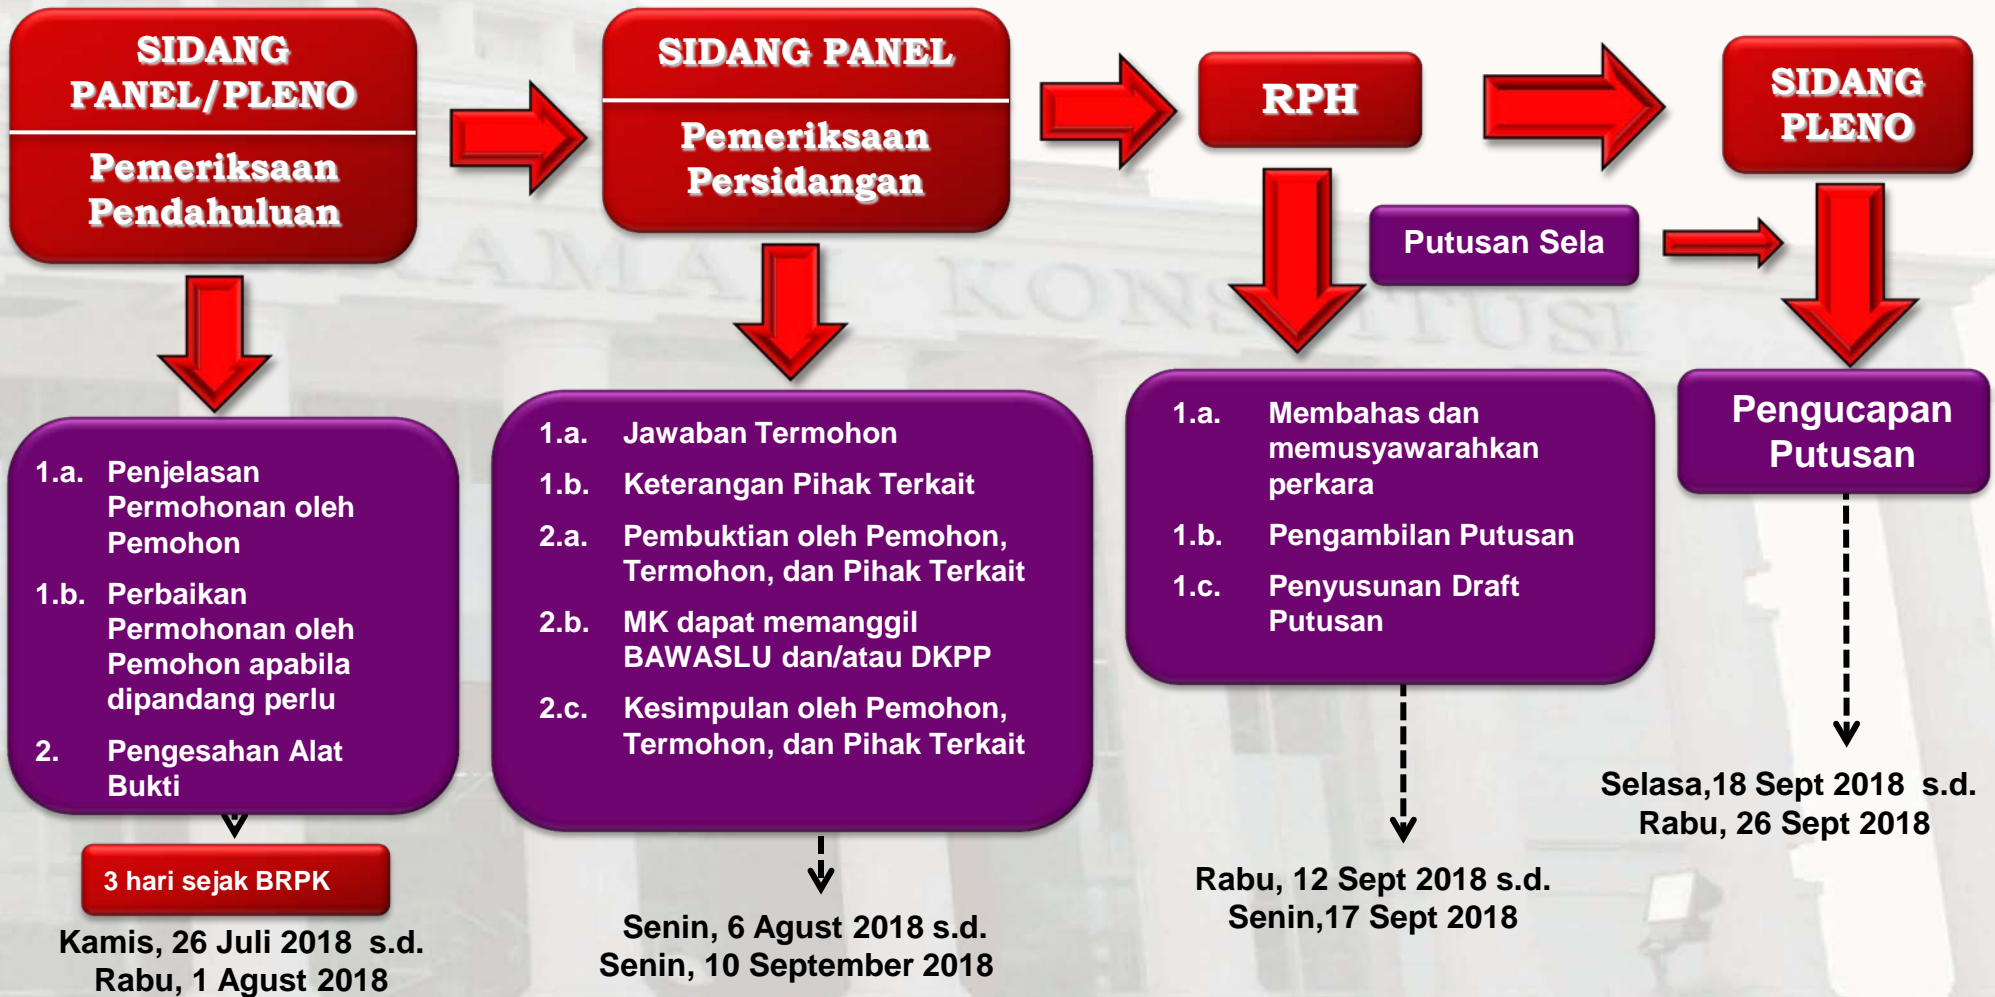 SIDANG
PANEL/PLENO
Pemeriksaan
Pendahuluan
SIDANG PANEL
Pemeriksaan
Persidangan
RPH
SIDANG
PLENO
Putusan Sela
1.a. Penjelasan
Permohonan oleh
Pemohon
1.b. Perbaikan
Permohonan oleh
Pemohon apabila
dipandang perlu
2. Pengesahan Alat
Bukti
3 hari sejak BRPK
Kamis, 26 Juli 2018 s.d.
Rabu, 1 Agust 2018
1.a. Jawaban Termohon
1.b. Keterangan Pihak Terkait
2.a. Pembuktian oleh Pemohon,
Termohon, dan Pihak Terkait
2.b. MK dapat memanggil
BAWASLU dan/atau DKPP
2.c. Kesimpulan oleh Pemohon,
Termohon, dan Pihak Terkait
Senin, 6 Agust 2018 s.d.
Senin, 10 September 2018
1.a. Membahas dan
memusyawarahkan
perkara
1.b. Pengambilan Putusan
1.c. Penyusunan Draft
Putusan
Rabu, 12 Sept 2018 s.d.
Senin,17 Sept 2018
Pengucapan
Putusan
Selasa,18 Sept 2018 s.d.
Rabu, 26 Sept 2018